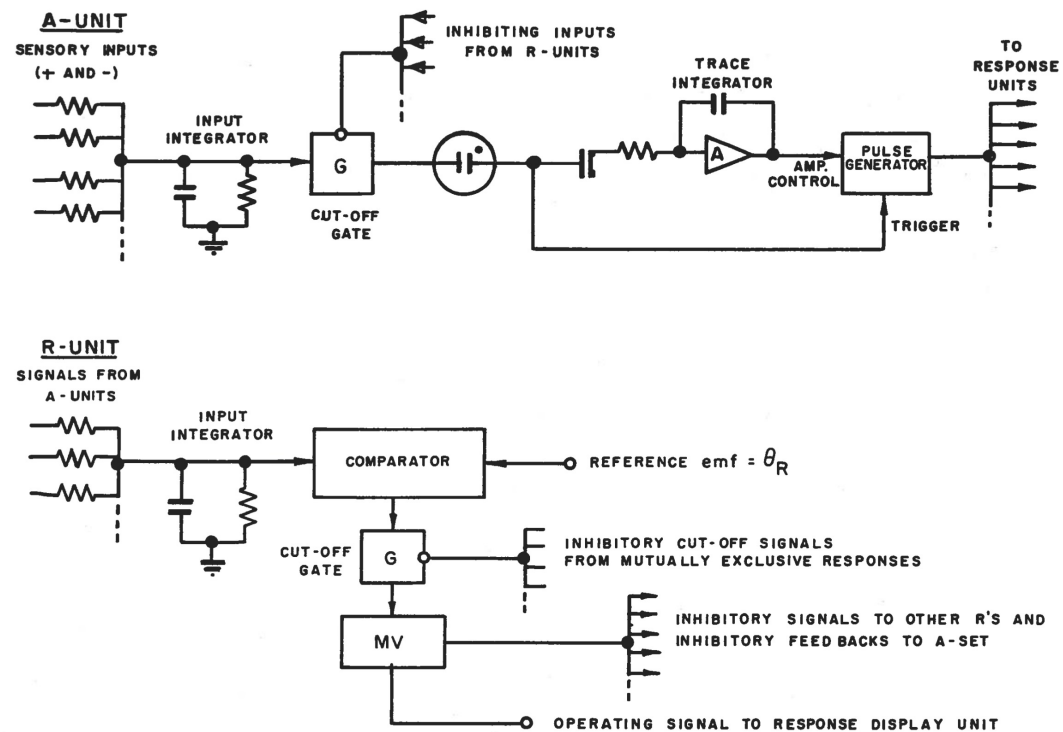 A-UNIT
SENSORY INPUTS
(+ AND -)
INPUT
INTEGRATOR
G
CUT-OFF
GATE
INHIBITING INPUTS
FROM R-UNITS
TRACE
INTEGRATOR
A
AMP.
CONTROL
PULSE
GENERATOR
TRIGGER
TO
RESPONSE
UNITS
R-UNIT
SIGNALS FROM
A-UNITS
INPUT
INTEGRATOR
COMPARATOR
REFERENCE emf = θR
CUT-OFF
GATE
G
INHIBITORY CUT-OFF SIGNALS
FROM MUTUALLY EXCLUSIVE RESPONSES
MV
INHIBITORY SIGNALS TO OTHER R'S AND
INHIBITORY FEEDBACKS TO A-SET
OPERATING SIGNAL TO RESPONSE DISPLAY UNIT